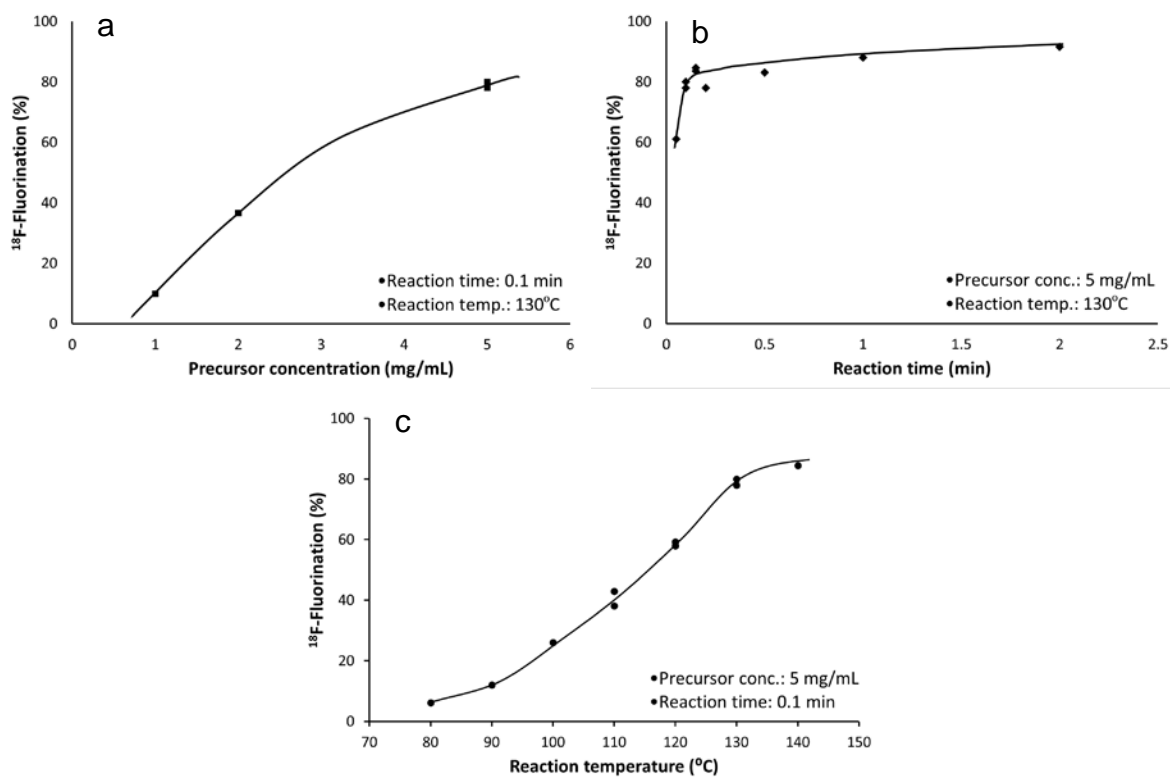 a
100
80
60
40
20
0
¹⁸F-Fluorination (%)
0 1 2 3 4 5 6
Precursor concentration (mg/mL)
Reaction time: 0.1 min
Reaction temp.: 130°C
b
100
80
60
40
20
0
¹⁸F-Fluorination (%)
0 0.5 1 1.5 2 2.5
Reaction time (min)
Precursor conc.: 5 mg/mL
Reaction temp.: 130°C
c
100
80
60
40
20
0
¹⁸F-Fluorination (%)
70 80 90 100 110 120 130 140 150
Reaction temperature (°C)
Precursor conc.: 5 mg/mL
Reaction time: 0.1 min